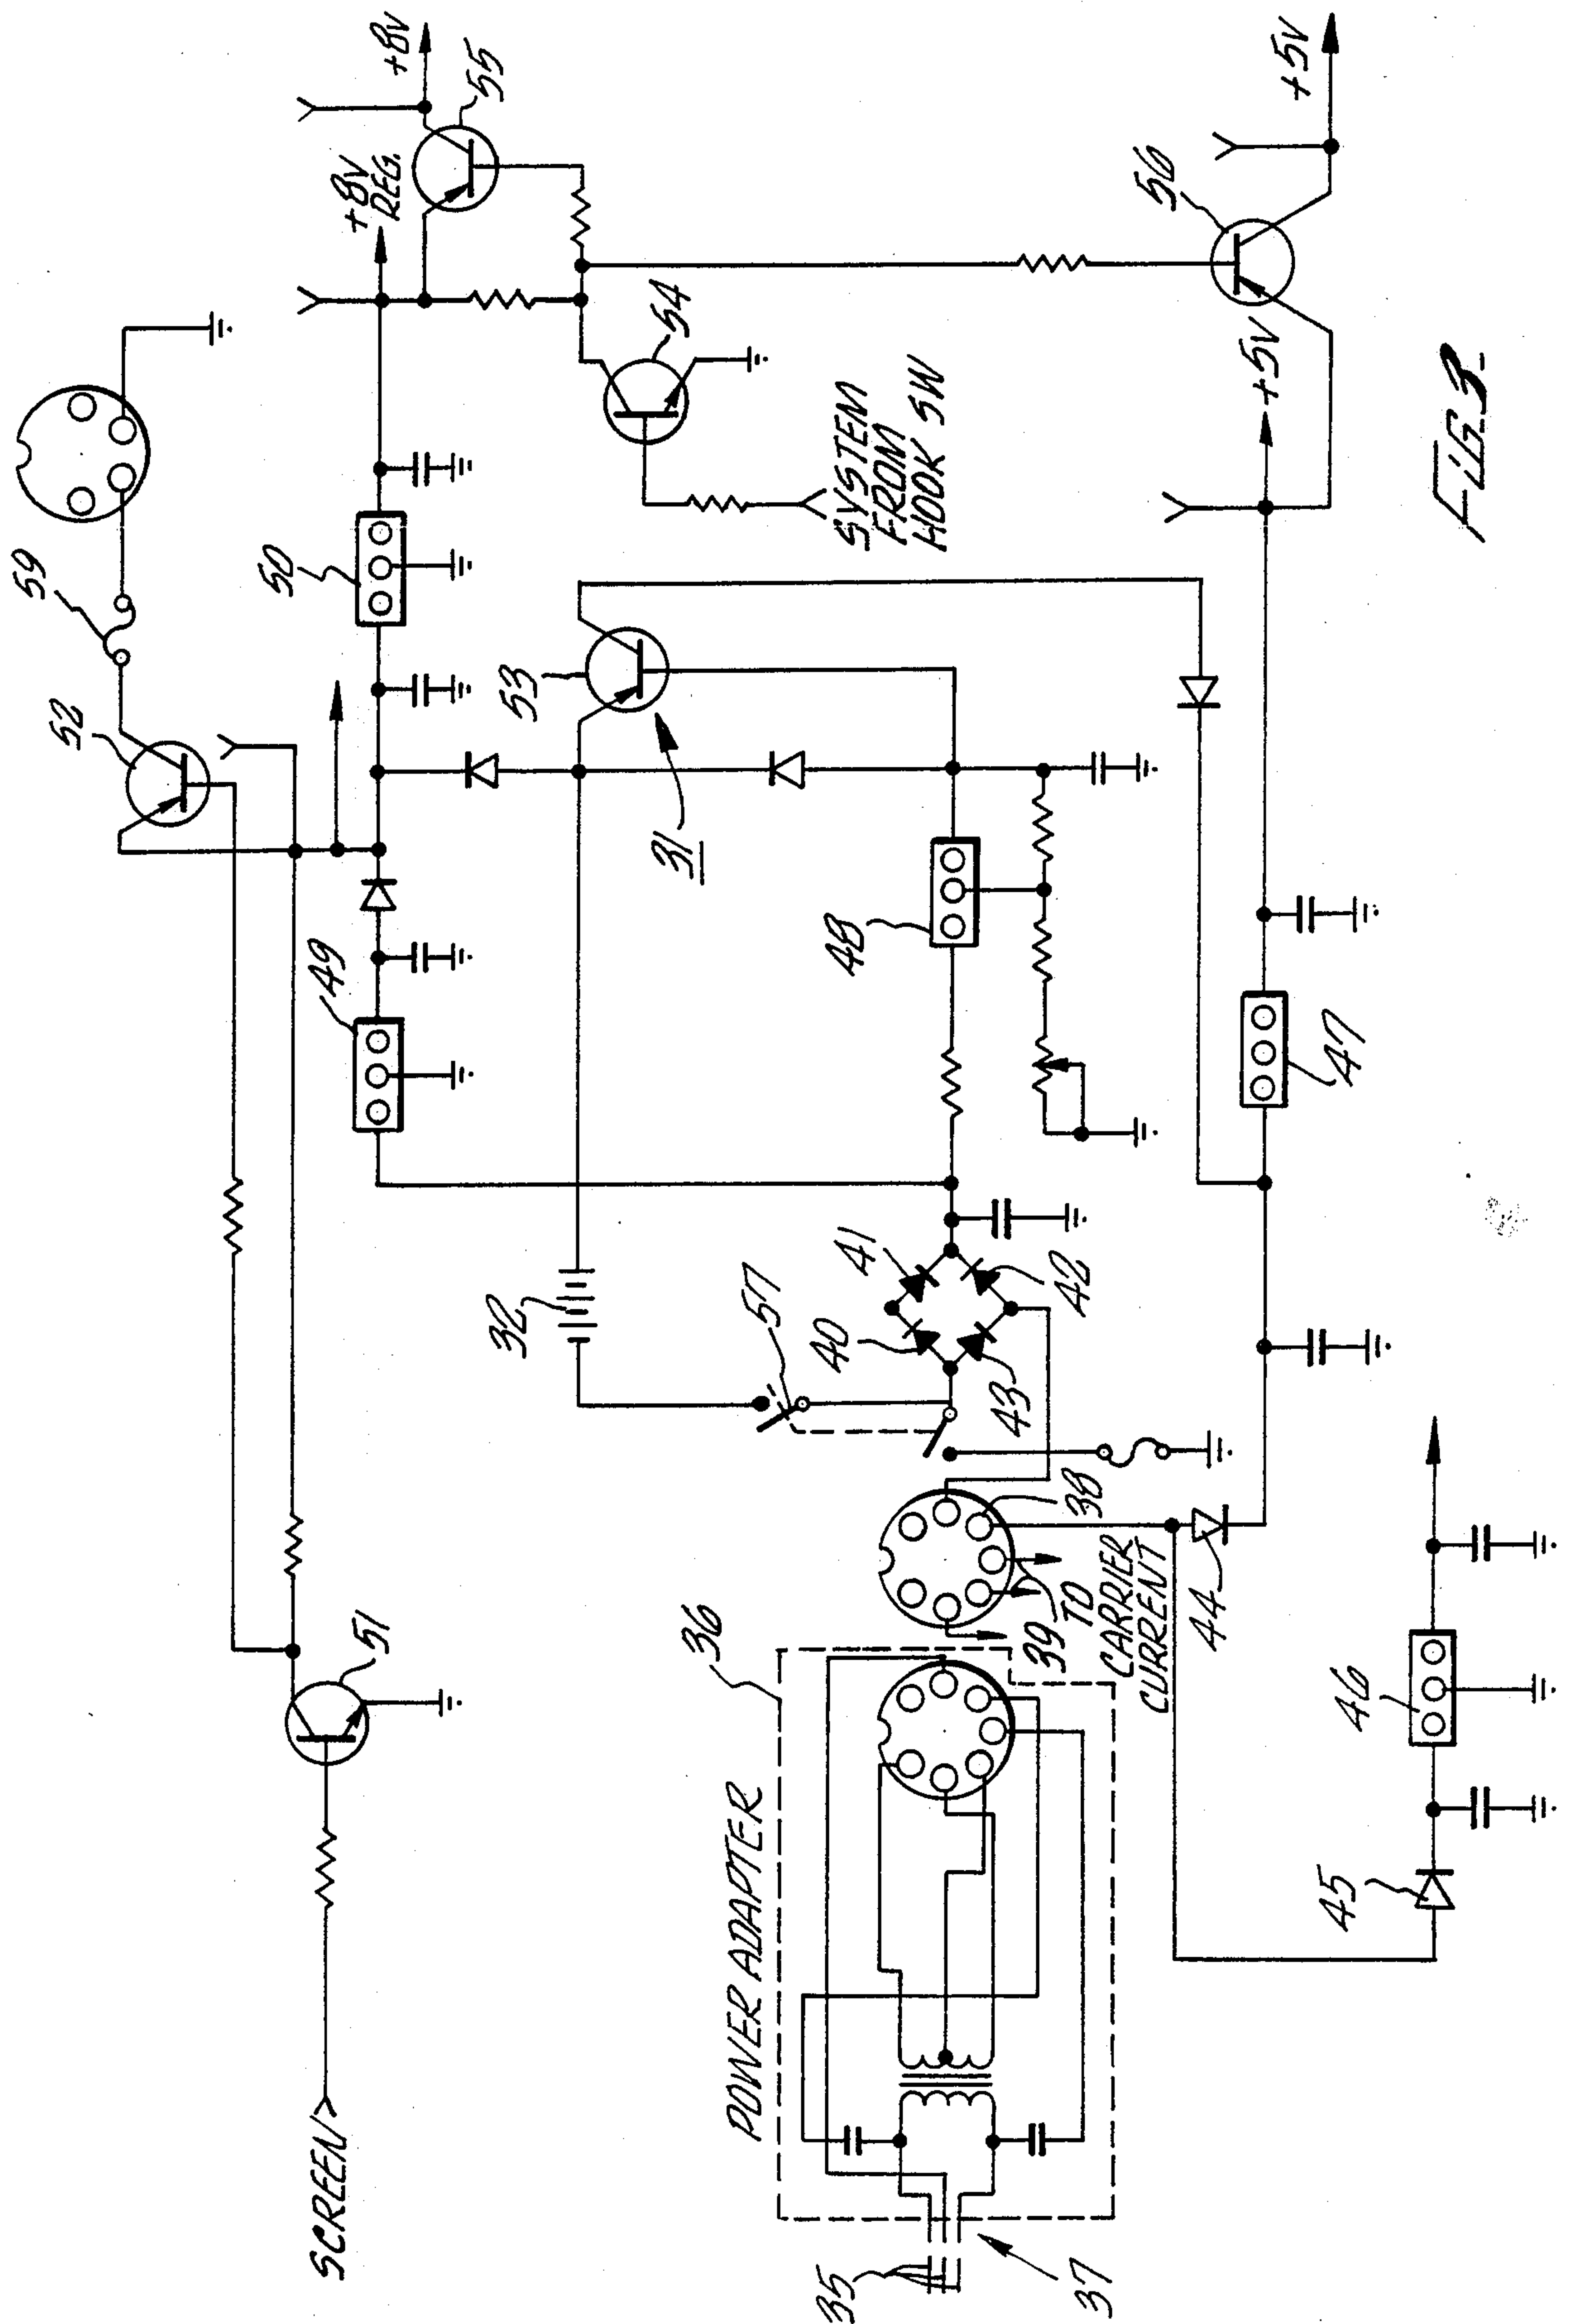 SCREEN
51
52
59
+8V
55
+8V
REG.
50
49
53
31
54
SYSTEM
FROM
HOOK SW
56
+5V
+5V
32
57
41
40
42
43
48
47
POWER ADAPTER
36
38
39 TO
CARRIER
CURRENT
44
45
46
35
37
FIG. 3